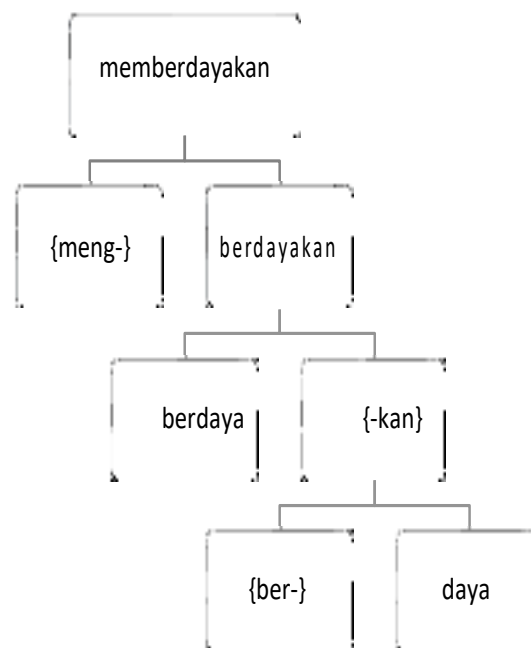 memberdayakan
{meng-} berdayakan
berdaya {-kan}
{ber-} daya